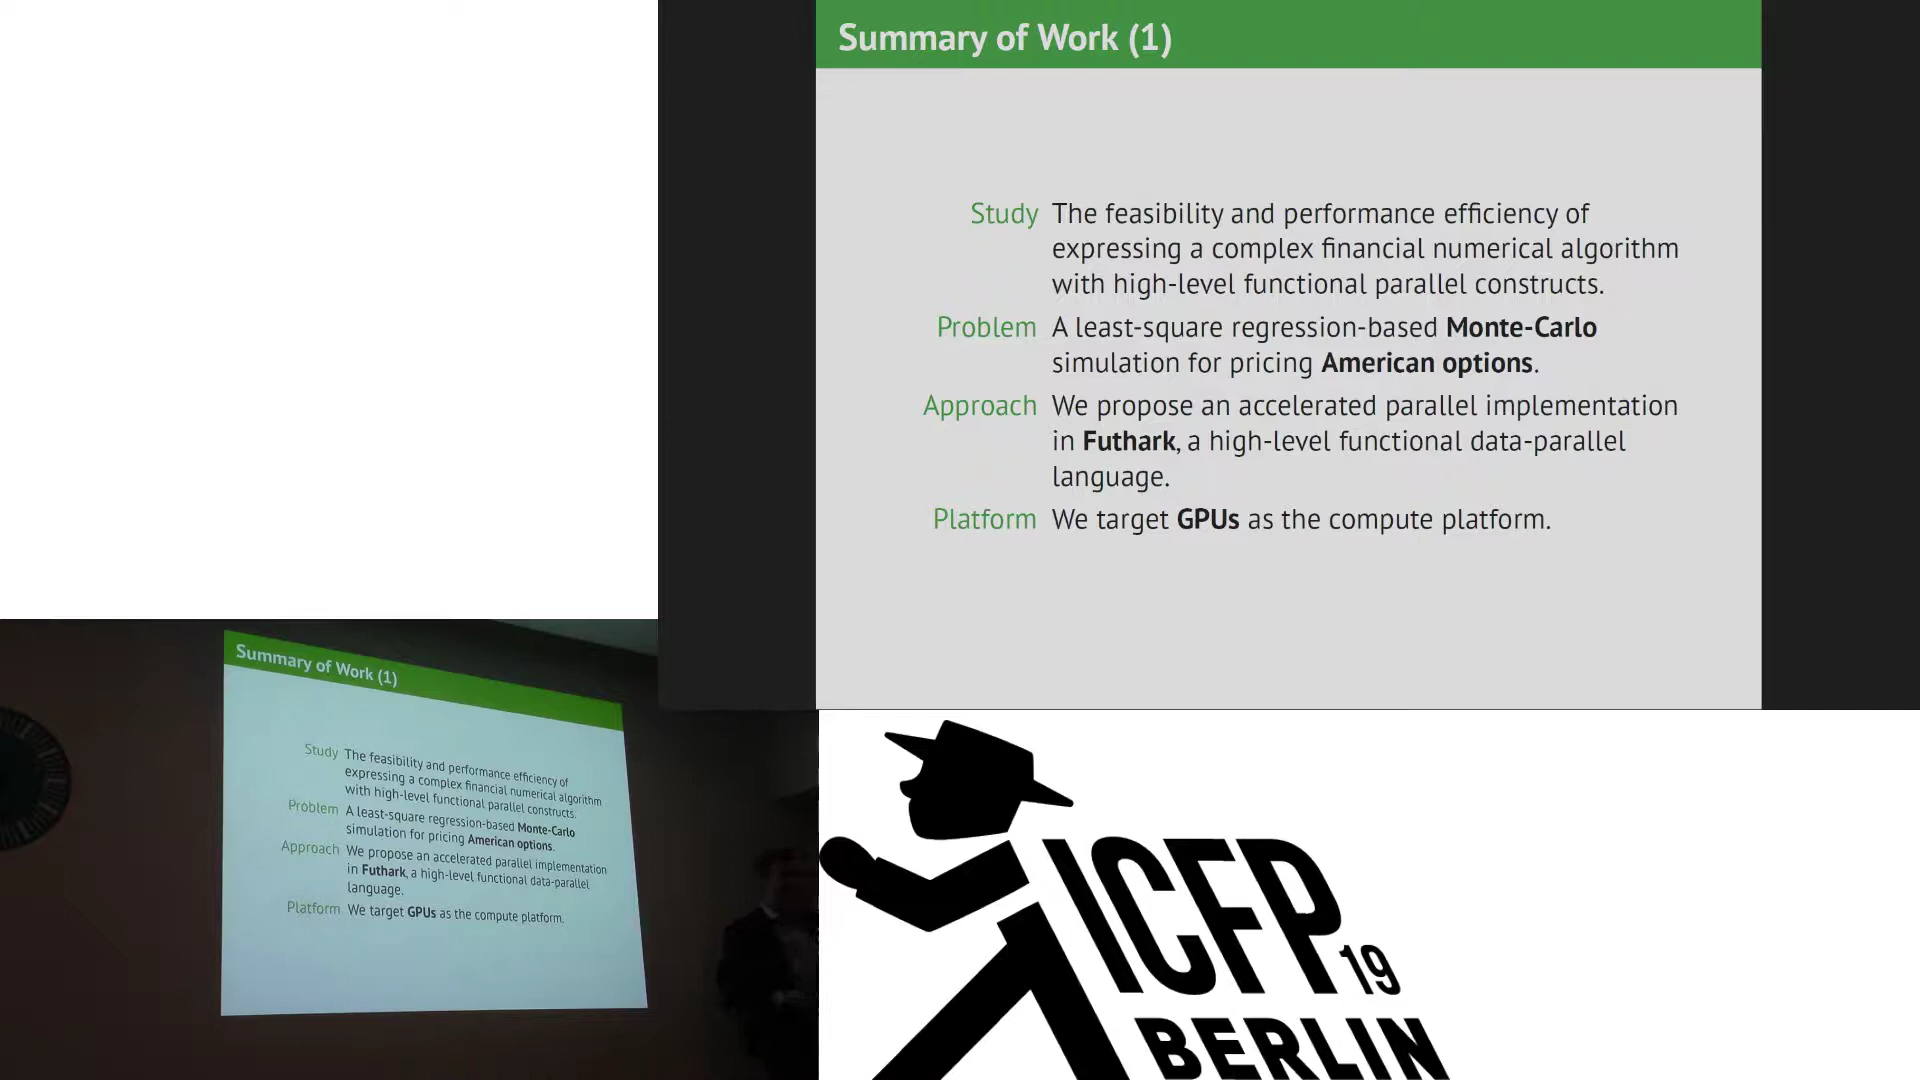 Summary of Work (1)
Study The feasibility and performance efficiency of
expressing a complex financial numerical algorithm
with high-level functional parallel constructs.
Problem A least-square regression-based Monte-Carlo
simulation for pricing American options.
Approach We propose an accelerated parallel implementation
in Futhark, a high-level functional data-parallel
language.
Platform We target GPUs as the compute platform.
Summary of Work (1)
Study The feasibility and performance efficiency of
expressing a complex financial numerical algorithm
with high-level functional parallel constructs.
Problem A least-square regression-based Monte-Carlo
simulation for pricing American options.
Approach We propose an accelerated parallel implementation
in Futhark, a high-level functional data-parallel
language.
Platform We target GPUs as the compute platform.
ICFP 19
BERLIN